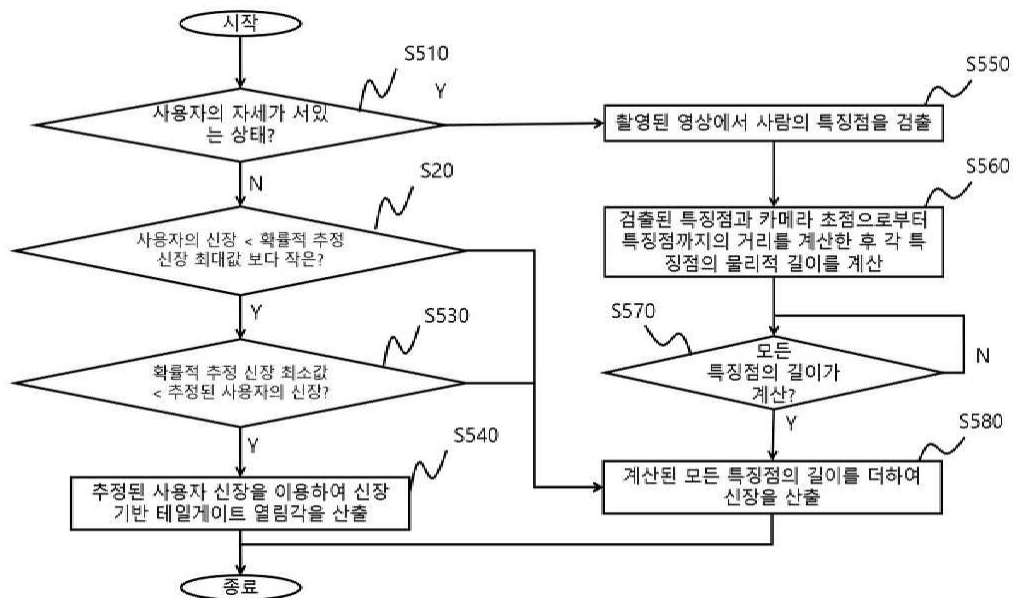 시작
S510
Y
사용자의 자세가 서있
는 상태?
N
S20
사용자의 신장 < 확률적 추정
신장 최대값 보다 작은?
Y
S530
확률적 추정 신장 최소값
< 추정된 사용자의 신장?
Y
S540
추정된 사용자 신장을 이용하여 신장
기반 테일게이트 열림각을 산출
종료
S550
촬영된 영상에서 사람의 특징점을 검출
S560
검출된 특징점과 카메라 초점으로부터
특징점까지의 거리를 계산한 후 각 특
징점의 물리적 길이를 계산
S570
모든
특징점의 길이가
계산?
N
Y
S580
계산된 모든 특징점의 길이를 더하여
신장을 산출